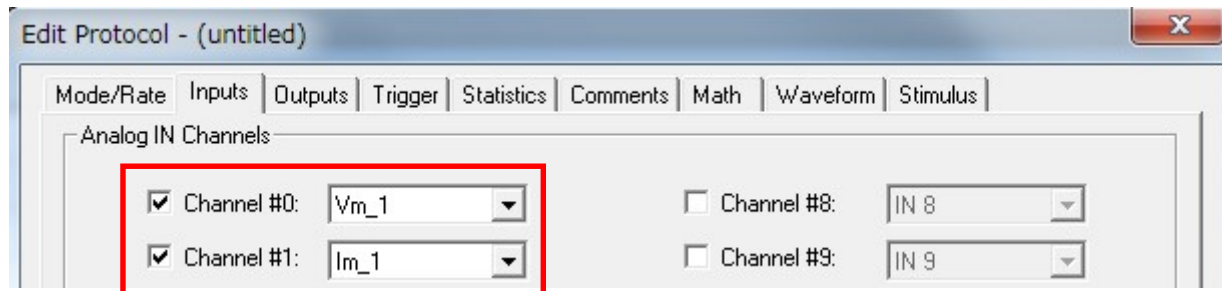 Edit Protocol - (untitled)
Mode/Rate Inputs Outputs Trigger Statistics Comments Math Waveform Stimulus
Analog IN Channels
Channel #0: Vm_1 Channel #8: IN 8
Channel #1: Im_1 Channel #9: IN 9